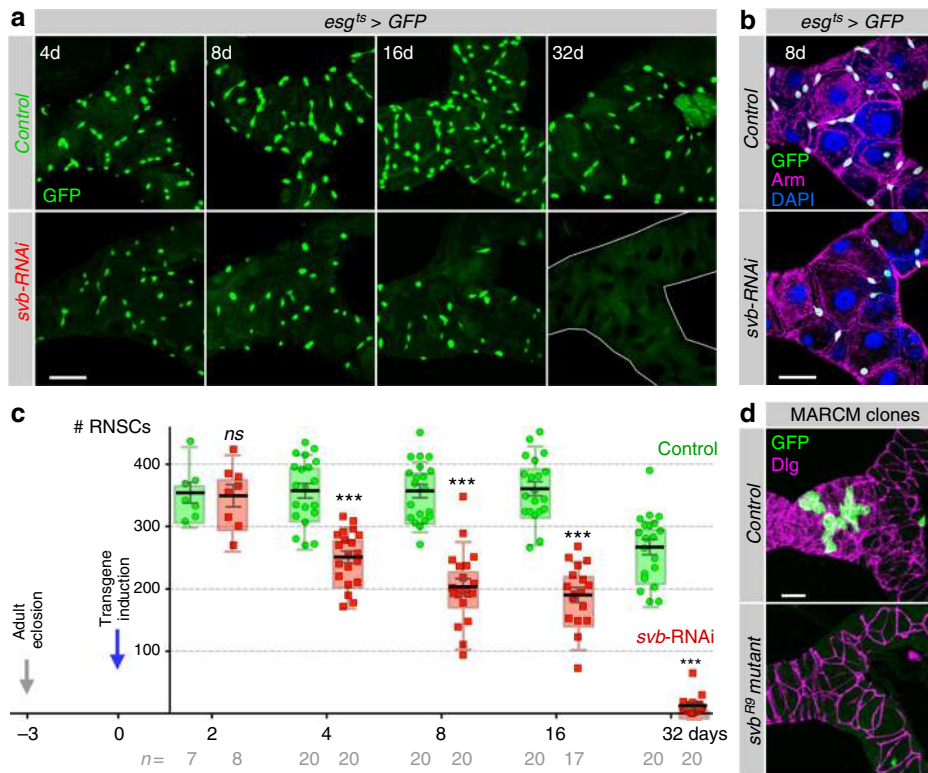 a
esg^ts > GFP
4d
8d
16d
32d
Control
GFP
svb-RNAi
b
esg^ts > GFP
8d
Control
GFP
Arm
DAPI
svb-RNAi
c
# RNSCs
ns
Control
400
***
***
***
300
200
Adult eclosion
Transgene induction
svb-RNAi
100
***
0
–3
0
2
4
8
16
32 days
n= 7 8 20 20 20 20 20 17 20 20
d
MARCM clones
GFP
Dlg
Control
svb^R9 mutant